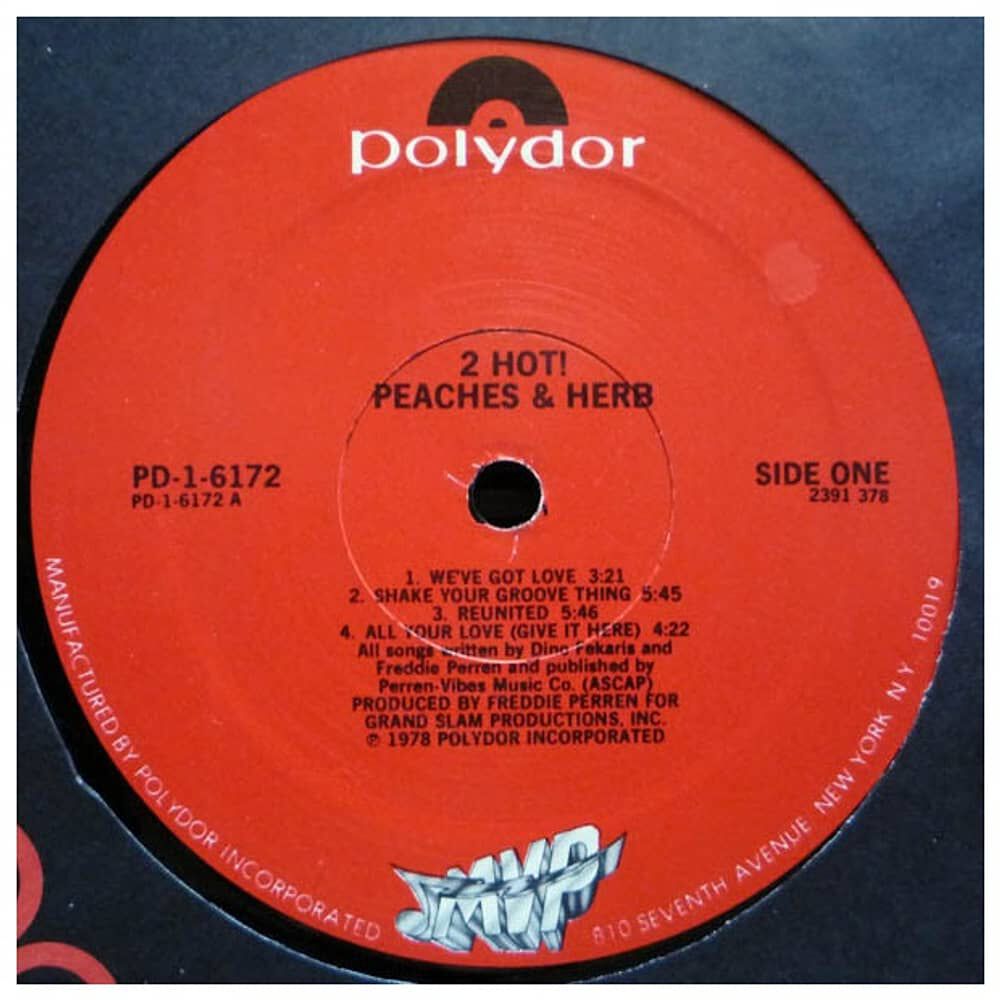 polydor
2 HOT!
PEACHES & HERB
PD-1-6172
PD-1-6172 A
SIDE ONE
2391 378
1. WE'VE GOT LOVE 3:21
2. SHAKE YOUR GROOVE THING 5:45
3. REUNITED 5:46
4. ALL YOUR LOVE (GIVE IT HERE) 4:22
All songs written by Dino Fekaris and
Freddie Perren and published by
Perren-Vibes Music Co. (ASCAP)
PRODUCED BY FREDDIE PERREN FOR
GRAND SLAM PRODUCTIONS, INC.
℗ 1978 POLYDOR INCORPORATED
MVP
MANUFACTURED BY POLYDOR INCORPORATED
810 SEVENTH AVENUE NEW YORK N Y 10019